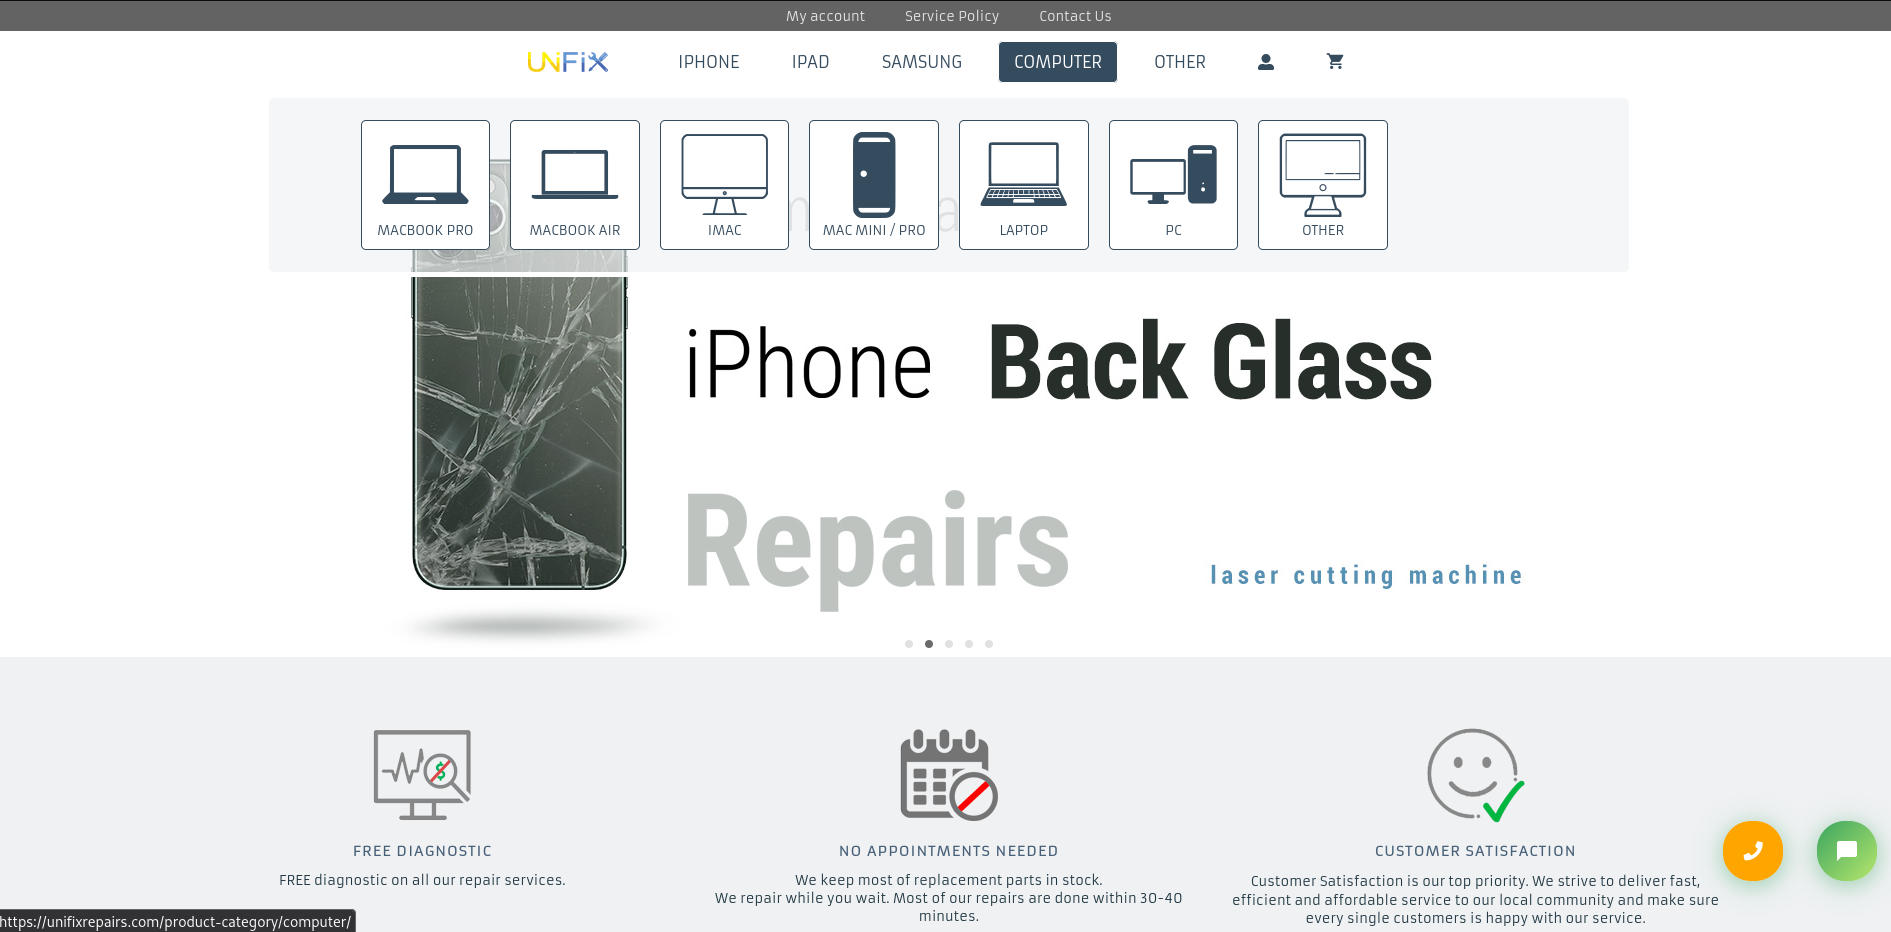 My account Service Policy Contact Us
UNFIX IPHONE IPAD SAMSUNG COMPUTER OTHER
MACBOOK PRO MACBOOK AIR IMAC MAC MINI / PRO LAPTOP PC OTHER
iPhone Back Glass
Repairs
laser cutting machine
FREE DIAGNOSTIC
FREE diagnostic on all our repair services.
NO APPOINTMENTS NEEDED
We keep most of replacement parts in stock.
We repair while you wait. Most of our repairs are done within 30-40
minutes.
CUSTOMER SATISFACTION
Customer Satisfaction is our top priority. We strive to deliver fast,
efficient and affordable service to our local community and make sure
every single customers is happy with our service.
https://unifixrepairs.com/product-category/computer/